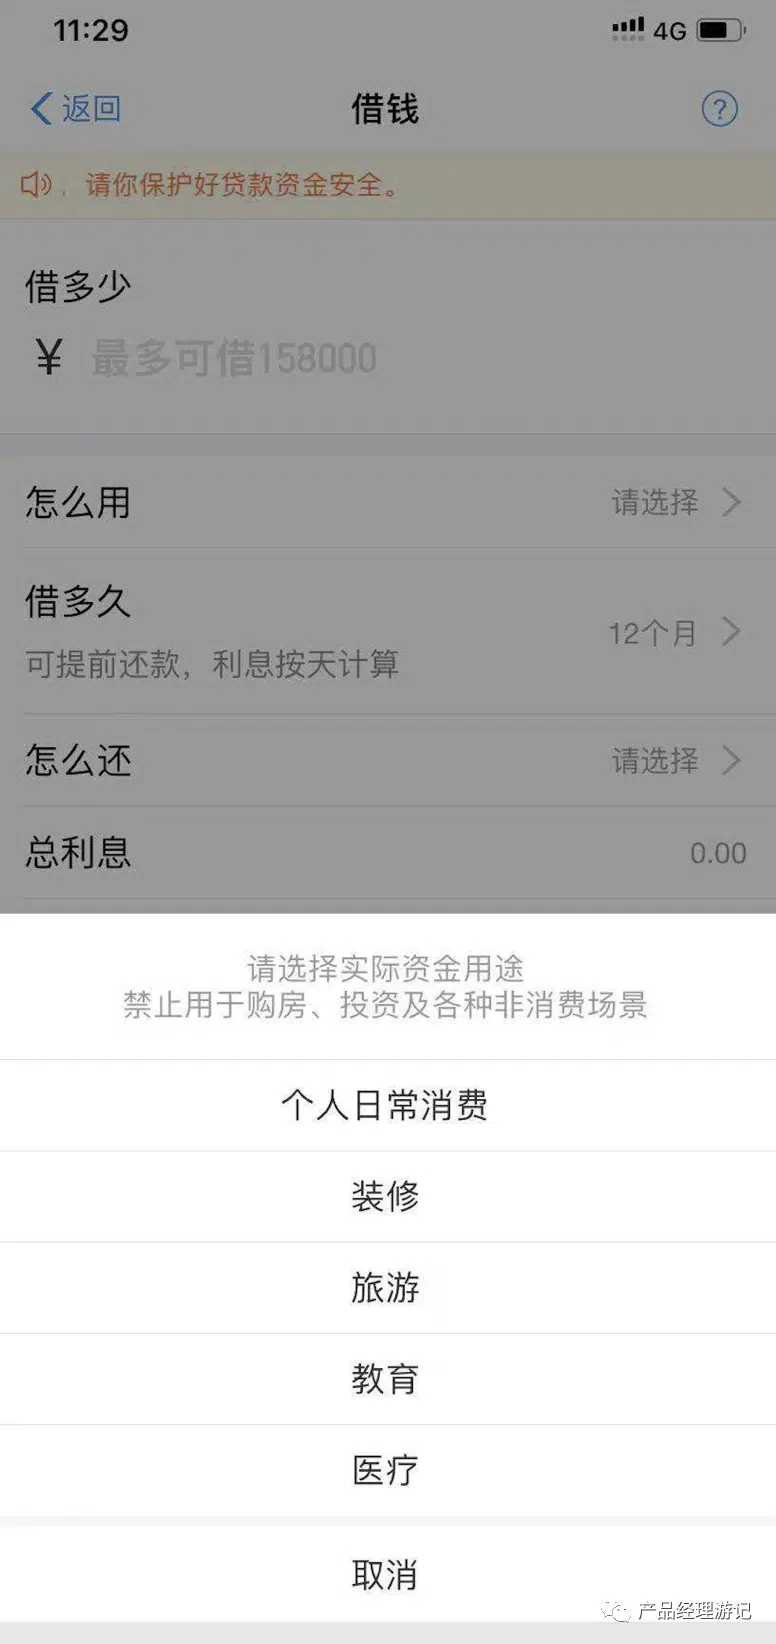 11:29
4G
返回
借钱
?
,请你保护好贷款资金安全。
借多少
¥ 最多可借158000
怎么用
请选择
借多久
可提前还款，利息按天计算
12个月
怎么还
请选择
总利息
0.00
请选择实际资金用途
禁止用于购房、投资及各种非消费场景
个人日常消费
装修
旅游
教育
医疗
取消
产品经理游记